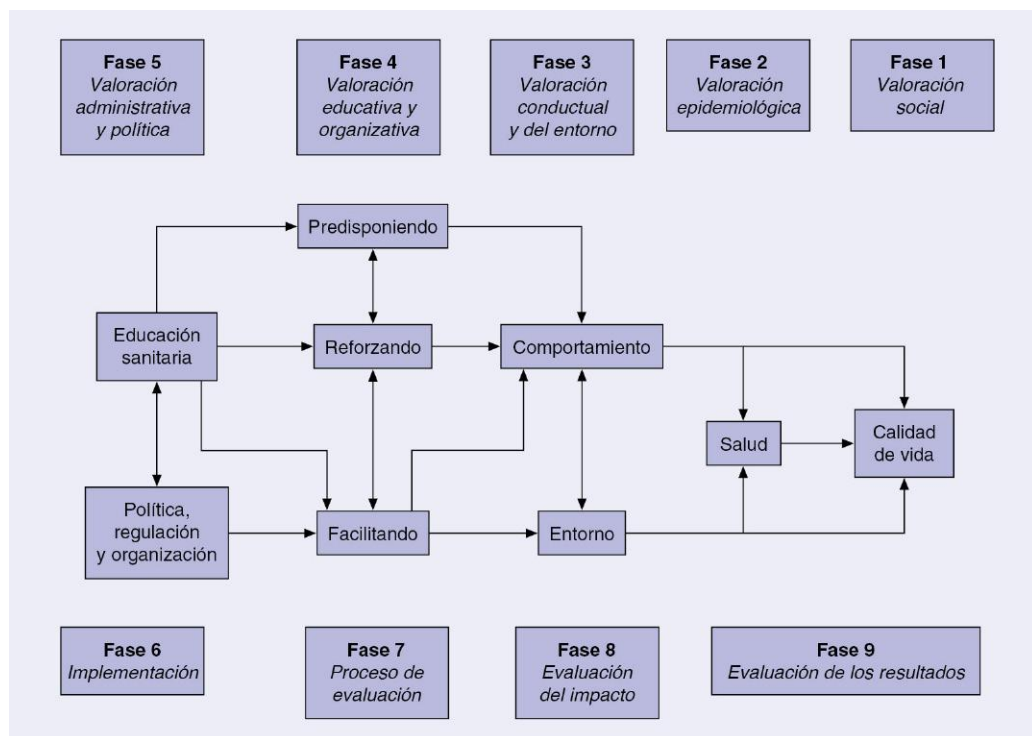 Fase 5
Valoración
administrativa
y política
Fase 4
Valoración
educativa y
organizativa
Fase 3
Valoración
conductual
y del entorno
Fase 2
Valoración
epidemiológica
Fase 1
Valoración
social
Predisponiendo
Educación
sanitaria
Reforzando
Comportamiento
Salud
Calidad
de vida
Política,
regulación
y organización
Facilitando
Entorno
Fase 6
Implementación
Fase 7
Proceso de
evaluación
Fase 8
Evaluación
del impacto
Fase 9
Evaluación de los resultados